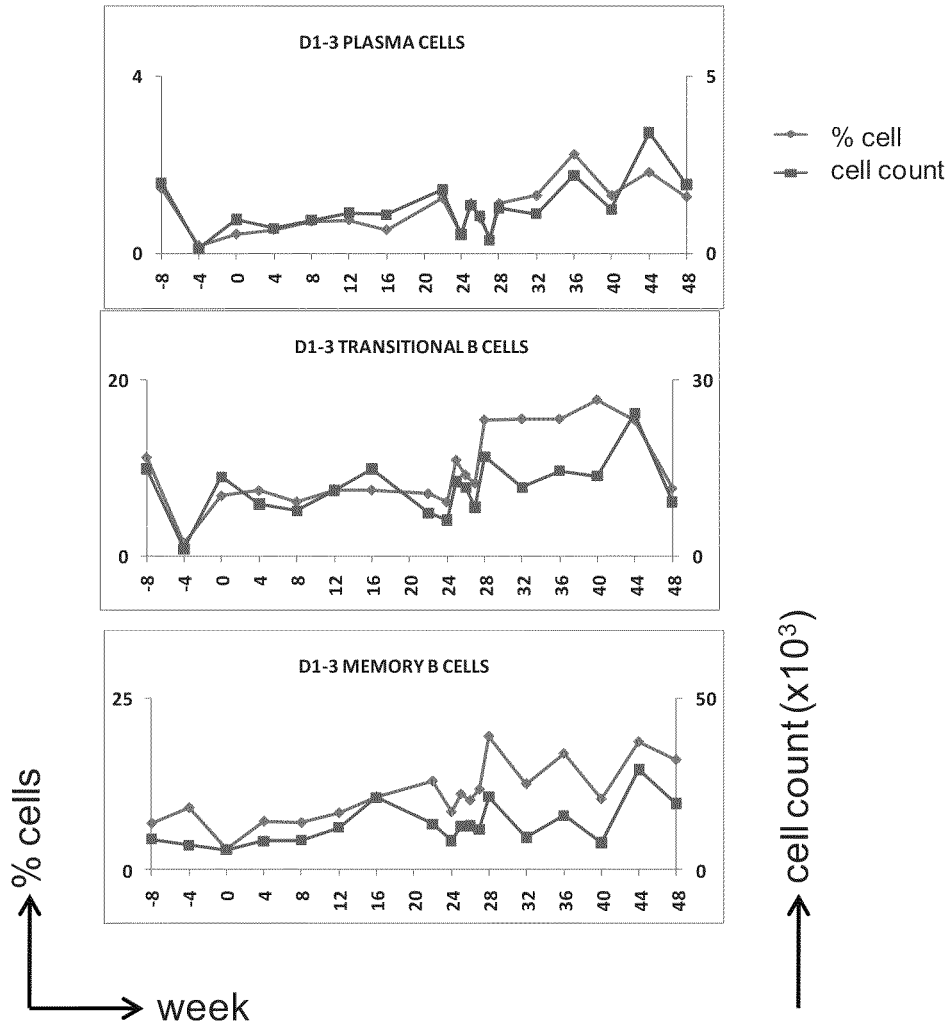 D1-3 PLASMA CELLS
4 5
0 0
-8 -4 0 4 8 12 16 20 24 28 32 36 40 44 48
% cell
cell count
D1-3 TRANSITIONAL B CELLS
20 30
0 0
-8 -4 0 4 8 12 16 20 24 28 32 36 40 44 48
D1-3 MEMORY B CELLS
25 50
0 0
-8 -4 0 4 8 12 16 20 24 28 32 36 40 44 48
% cells
week
cell count (x10³)